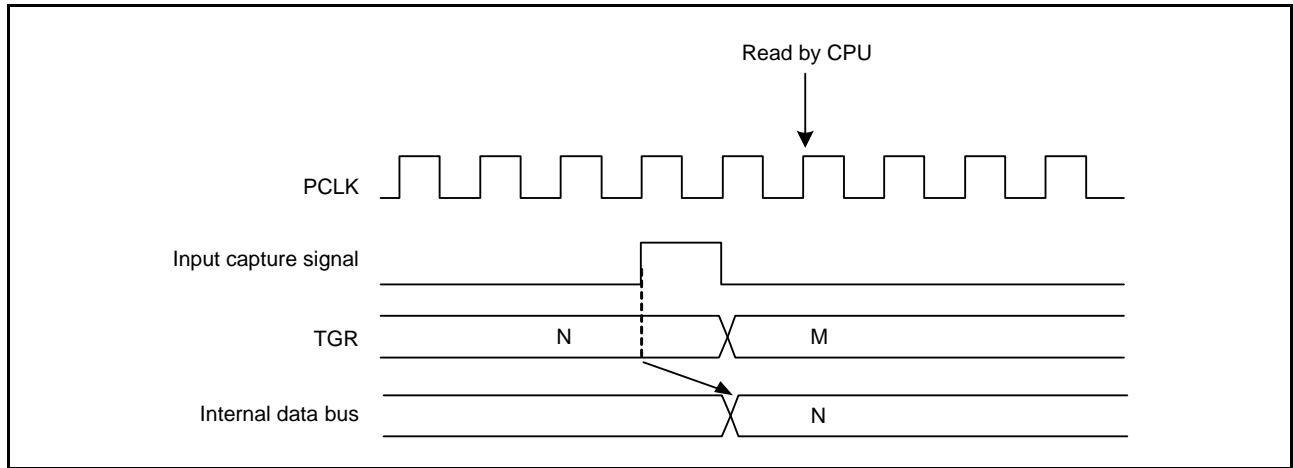 Read by CPU
PCLK
Input capture signal
TGR
N
M
Internal data bus
N